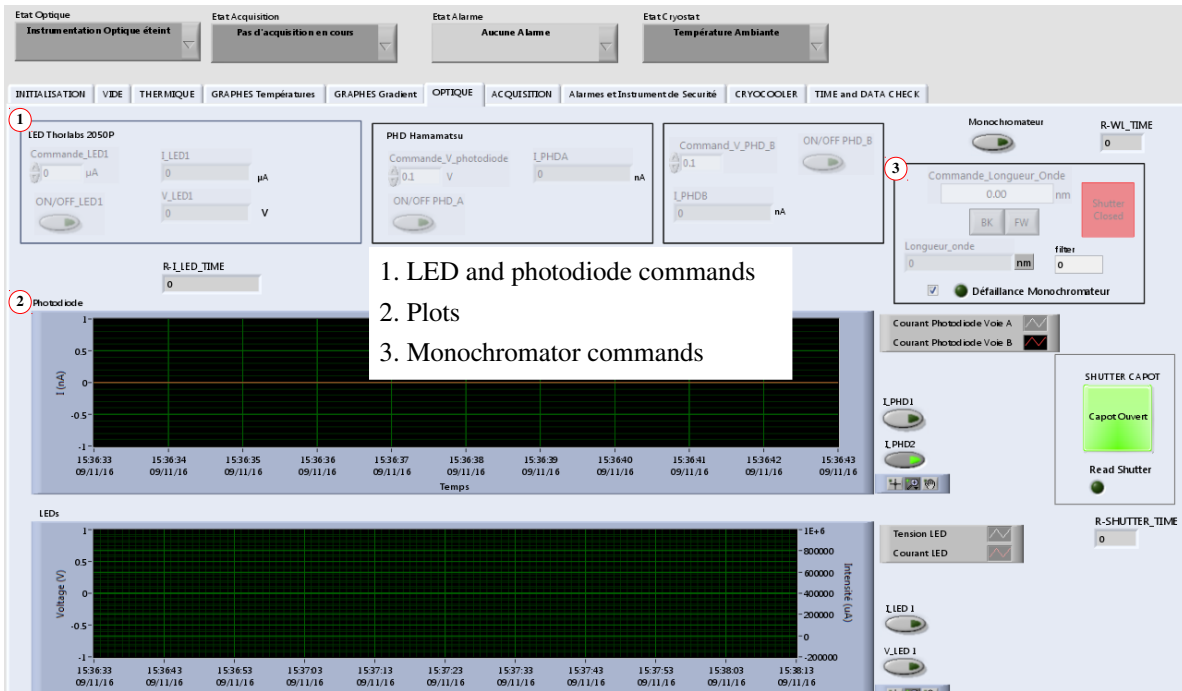 Etat Optique
Etat Acquisition
Etat Alarme
Etat Cryostat
Instrumentation Optique éteint
Pas d'acquisition en cours
Aucune Alarme
Température Ambiante
INITIALISATION VIDE THERMIQUE GRAPHES Températures GRAPHES Gradient OPTIQUE ACQUISITION Alarmes et Instrument de Securité CRYOCOOLER TIME and DATA CHECK
1
LED Thorlabs 2050P
Commande_LED1
0 µA
I_LED1
0 µA
ON/OFF_LED1
V_LED1
0 V
PHD Hamamatsu
Commande_V_photodiode
0.1 V
I_PHDA
0 nA
ON/OFF PHD_A
Command_V_PHD_B
0.1
ON/OFF PHD_B
I_PHDB
0 nA
Monochromateur
R-WL_TIME
0
3
Commande_Longueur_Onde
0.00 nm
BK FW
Shutter
Closed
Longueur_onde
0 nm
filter
0
Défaillance Monochromateur
R-I_LED_TIME
0
1. LED and photodiode commands
2. Plots
3. Monochromator commands
2
Photodiode
I (nA)
1
0.5
0
-0.5
-1
15:36:33 15:36:34 15:36:35 15:36:36 15:36:37 15:36:38 15:36:39 15:36:40 15:36:41 15:36:42 15:36:43
09/11/16 09/11/16 09/11/16 09/11/16 09/11/16 09/11/16 09/11/16 09/11/16 09/11/16 09/11/16 09/11/16
Temps
Courant Photodiode Voie A
Courant Photodiode Voie B
I_PHD1
I_PHD2
SHUTTER CAPOT
Capot Ouvert
Read Shutter
R-SHUTTER_TIME
0
LEDs
Voltage (V)
1
0.5
0
-0.5
-1
1E+6
800000
600000
400000
200000
0
-200000
Intensité (uA)
15:36:33 15:36:43 15:36:53 15:37:03 15:37:13 15:37:23 15:37:33 15:37:43 15:37:53 15:38:03 15:38:13
09/11/16 09/11/16 09/11/16 09/11/16 09/11/16 09/11/16 09/11/16 09/11/16 09/11/16 09/11/16 09/11/16
Tension LED
Courant LED
I_LED 1
V_LED 1